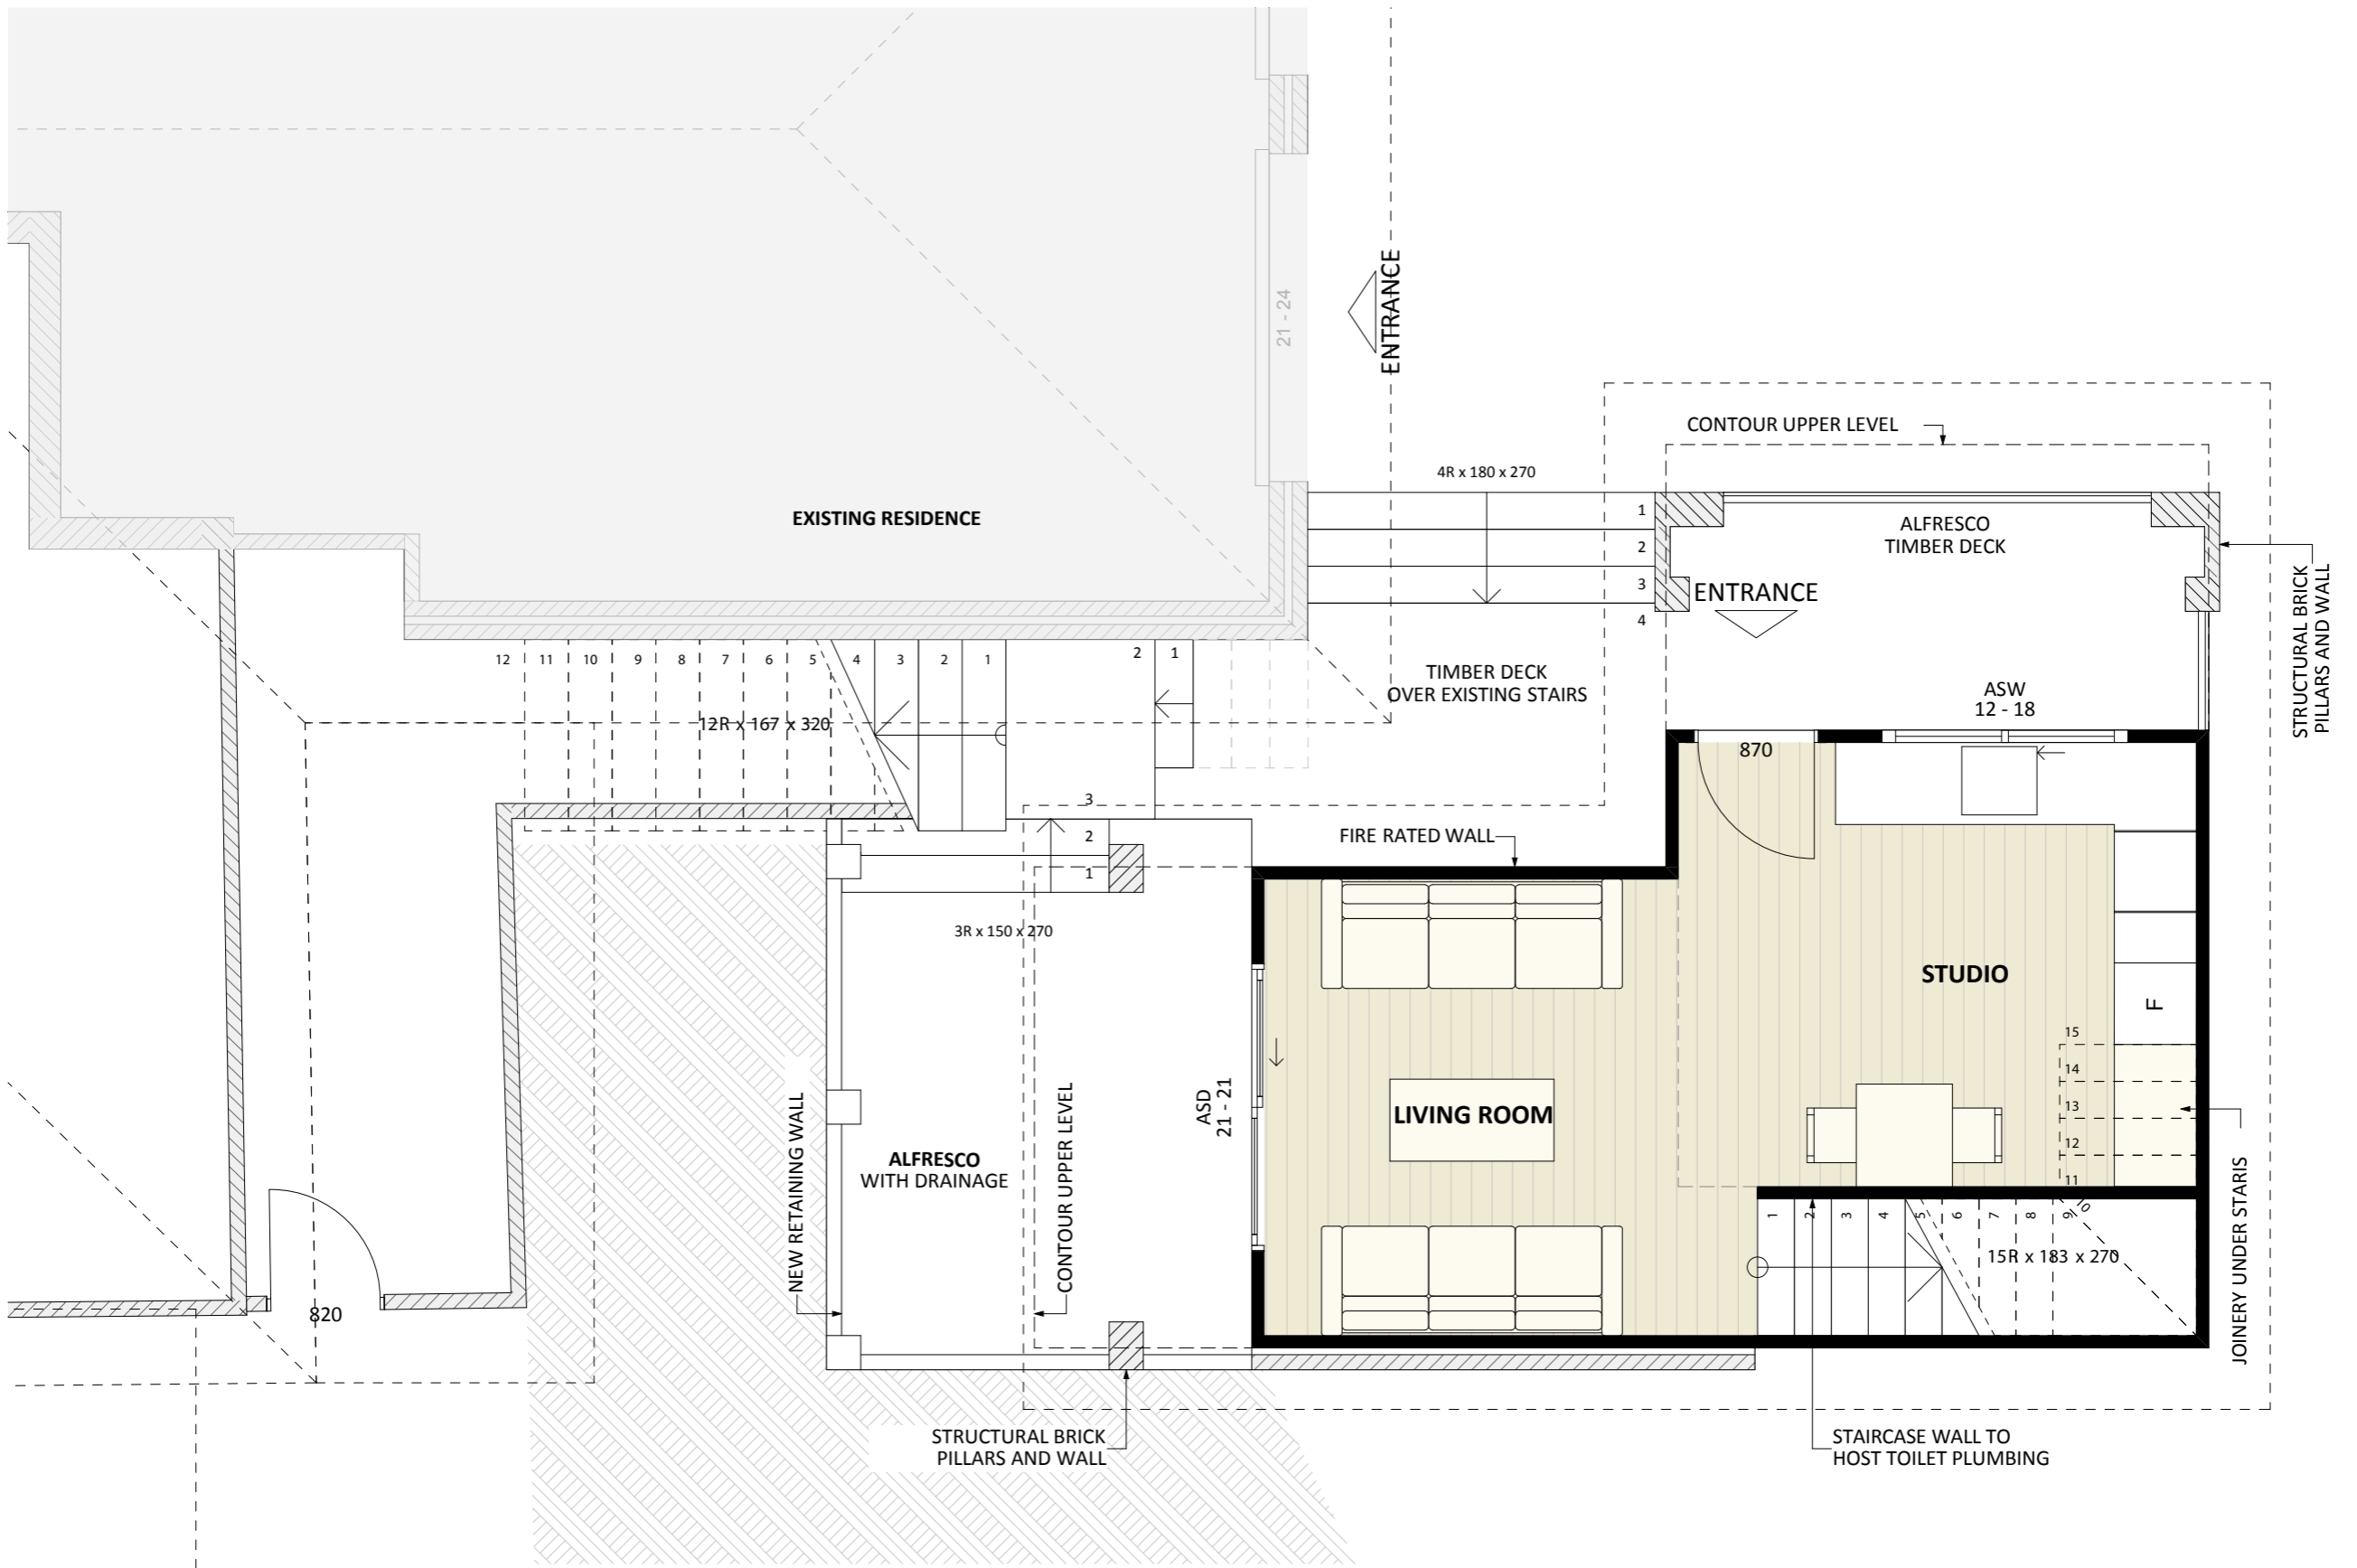 ENTRANCE
21 - 24
CONTOUR UPPER LEVEL
4R x 180 x 270
EXISTING RESIDENCE
1
2
3
4
ALFRESCO
TIMBER DECK
ENTRANCE
STRUCTURAL BRICK
PILLARS AND WALL
12
11
10
9
8
7
6
5
4
3
2
1
2
1
TIMBER DECK
OVER EXISTING STAIRS
ASW
12 - 18
12R x 167 x 320
870
3
2
1
FIRE RATED WALL
3R x 150 x 270
STUDIO
F
15
14
13
12
11
NEW RETAINING WALL
CONTOUR UPPER LEVEL
ASD
21 - 21
LIVING ROOM
ALFRESCO
WITH DRAINAGE
1
2
3
4
5
6
7
8
9
10
15R x 183 x 270
JOINERY UNDER STARIS
820
STRUCTURAL BRICK
PILLARS AND WALL
STAIRCASE WALL TO
HOST TOILET PLUMBING